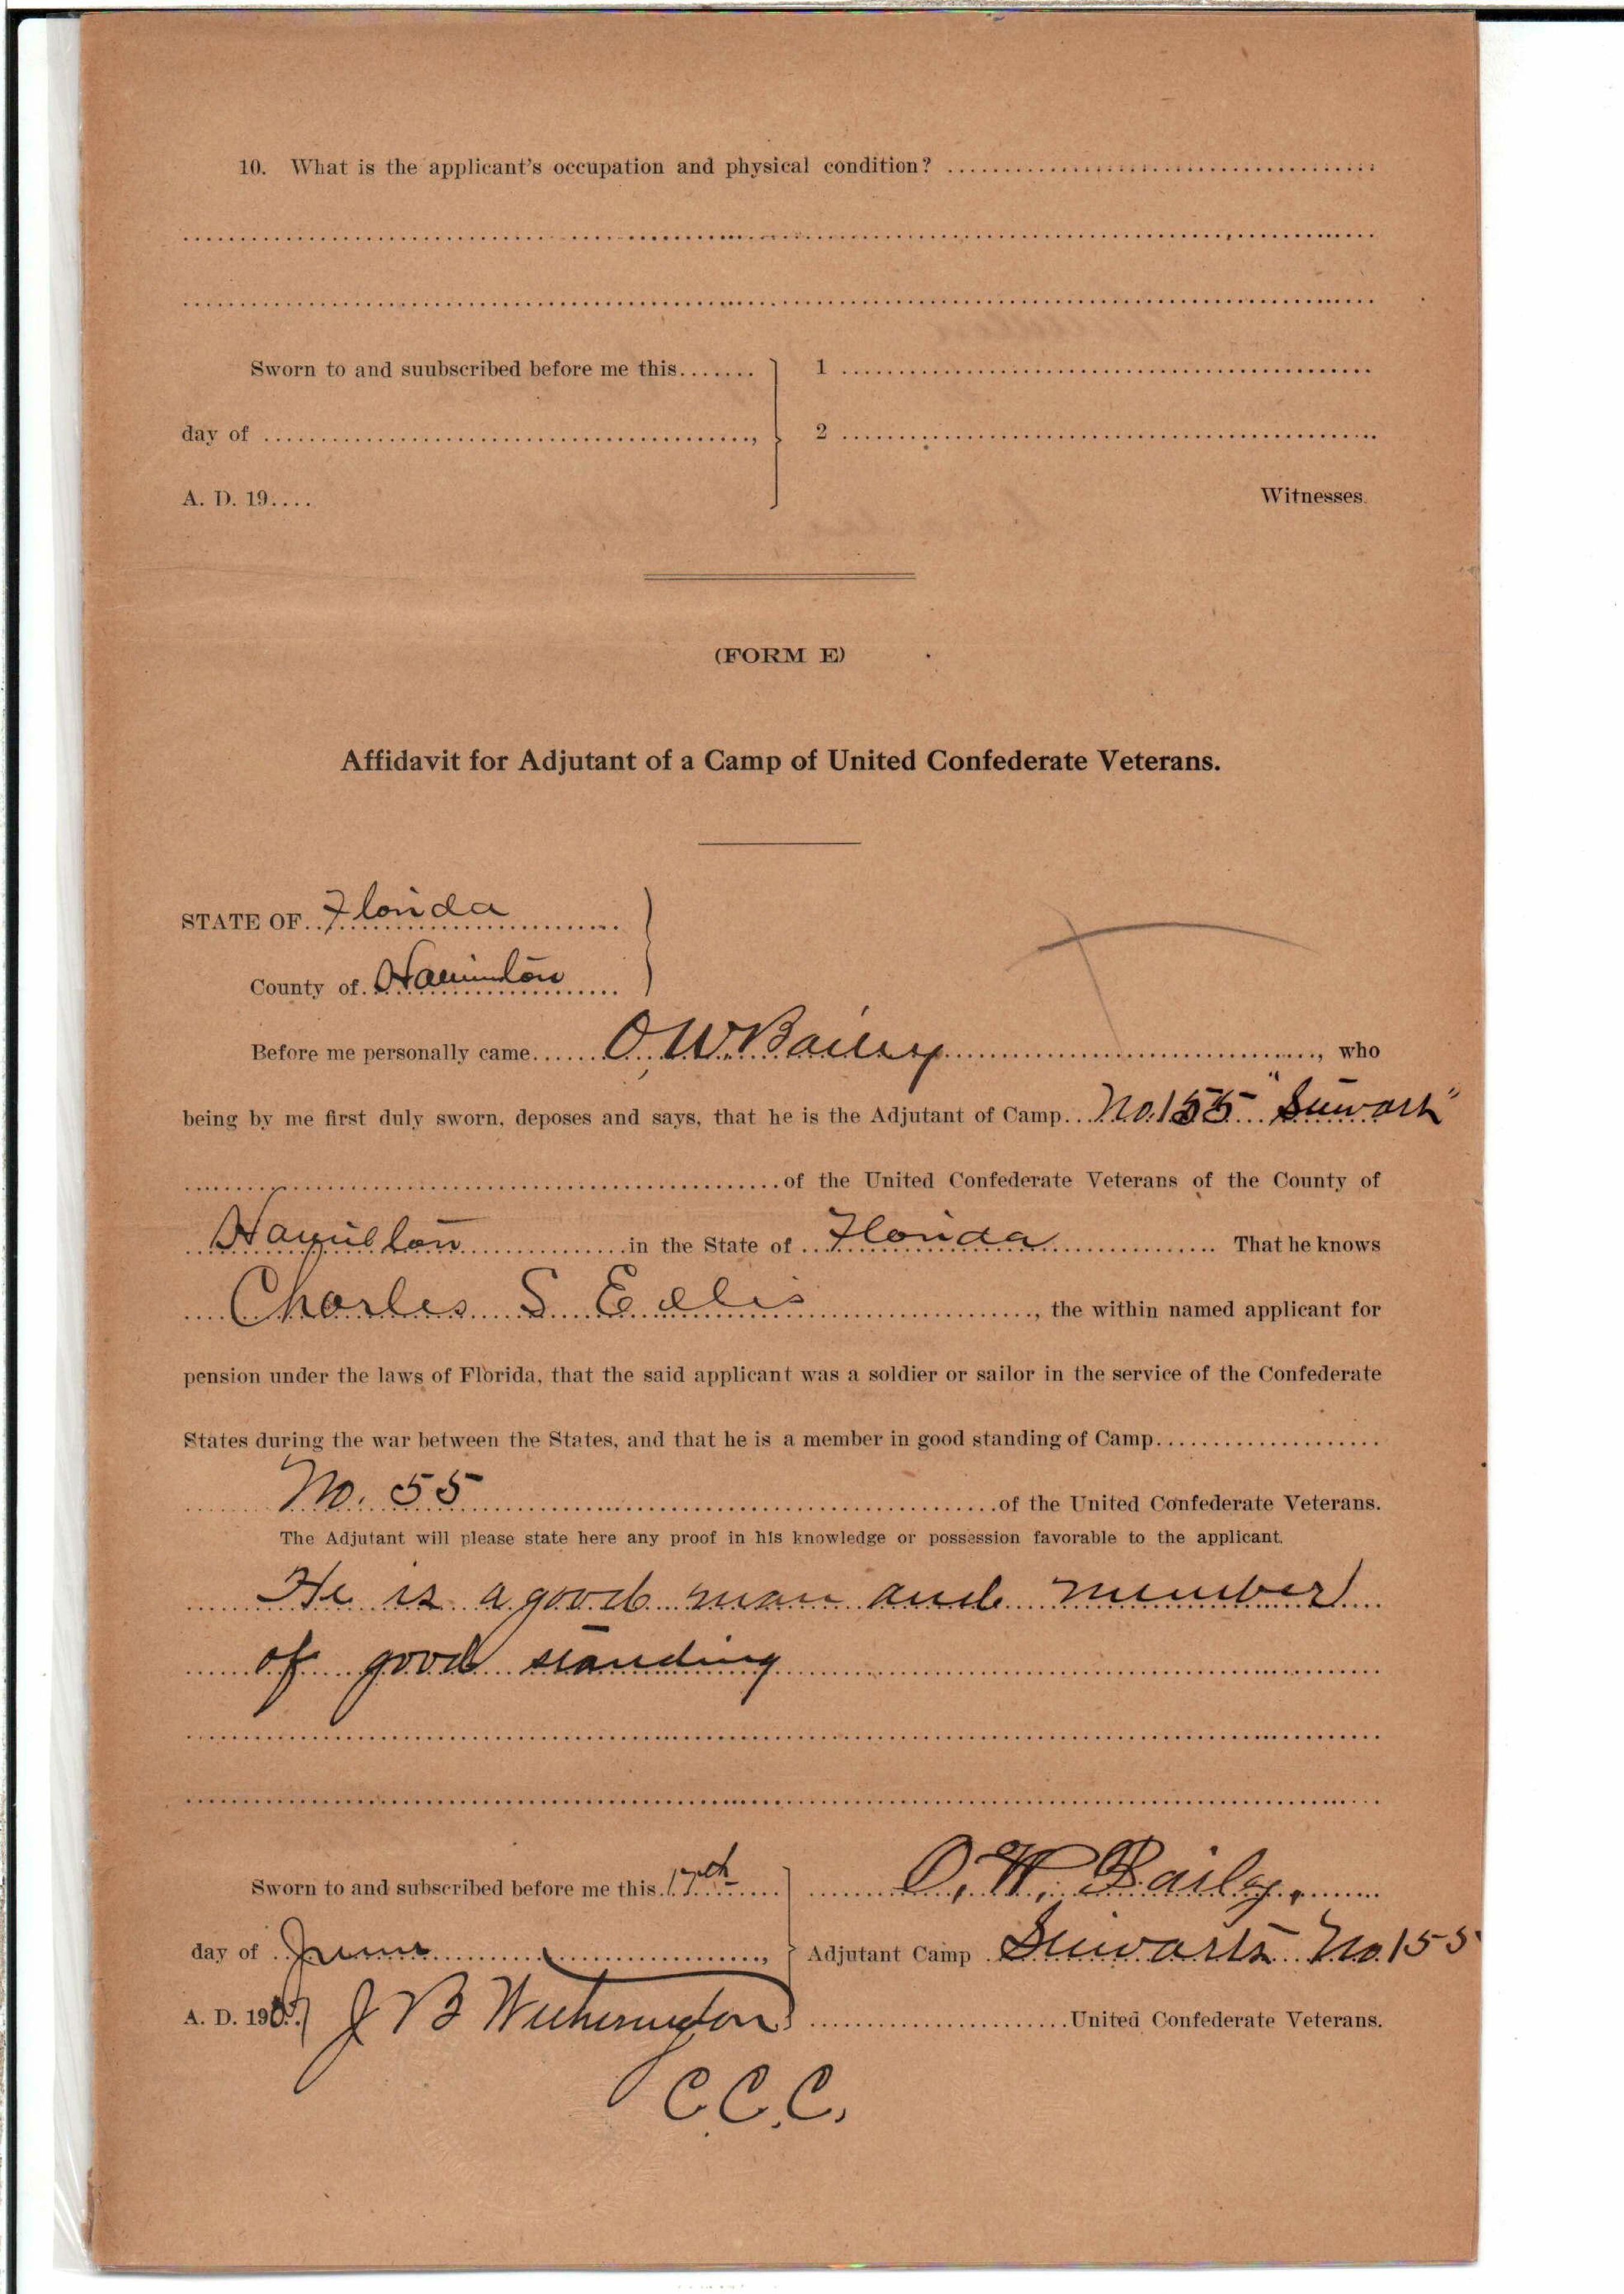 10. What is the applicant's occupation and physical condition? ..........
Sworn to and suubscribed before me this....... 1 ..........
day of .........., 2 ..........
A. D. 19.... Witnesses.
(FORM E)
Affidavit for Adjutant of a Camp of United Confederate Veterans.
STATE OF Florida
County of Hamilton
Before me personally came O. W. Bailey, who
being by me first duly sworn, deposes and says, that he is the Adjutant of Camp No. 155
of the United Confederate Veterans of the County of
Hamilton in the State of Florida That he knows
Charles S., the within named applicant for
pension under the laws of Florida, that the said applicant was a soldier or sailor in the service of the Confederate
States during the war between the States, and that he is a member in good standing of Camp
No. 55 of the United Confederate Veterans.
The Adjutant will please state here any proof in his knowledge or possession favorable to the applicant.
He is a good man and member
of good standing
Sworn to and subscribed before me this 17th O. W. Bailey.
day of June, Adjutant Camp No. 155
A. D. 190 J B Witherington United Confederate Veterans.
C.C.C.